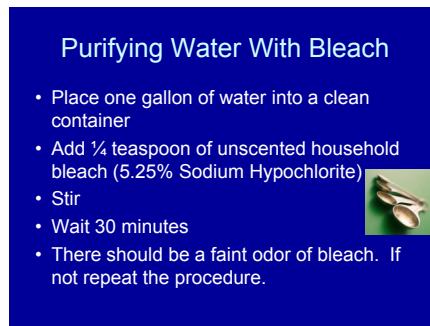 Purifying Water With Bleach
• Place one gallon of water into a clean
container
• Add ¼ teaspoon of unscented household
bleach (5.25% Sodium Hypochlorite)
• Stir
• Wait 30 minutes
• There should be a faint odor of bleach.  If
not repeat the procedure.